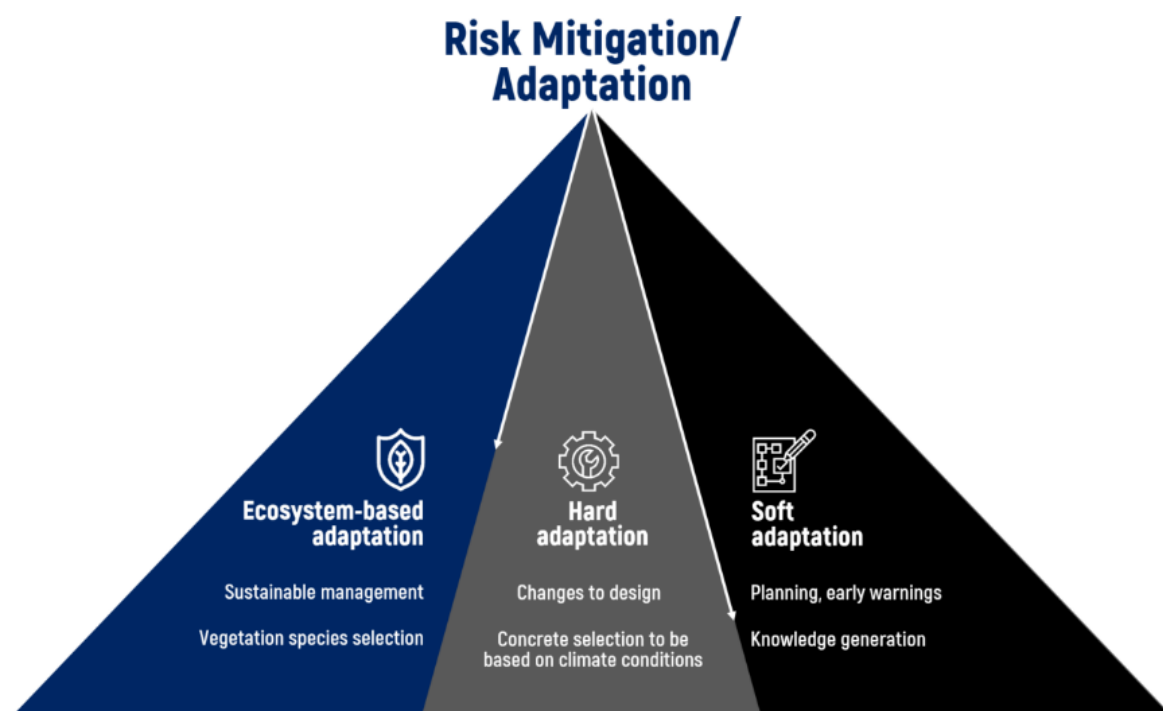 Risk Mitigation/
Adaptation
Ecosystem-based
adaptation
Sustainable management
Vegetation species selection
Hard
adaptation
Changes to design
Concrete selection to be
based on climate conditions
Soft
adaptation
Planning, early warnings
Knowledge generation